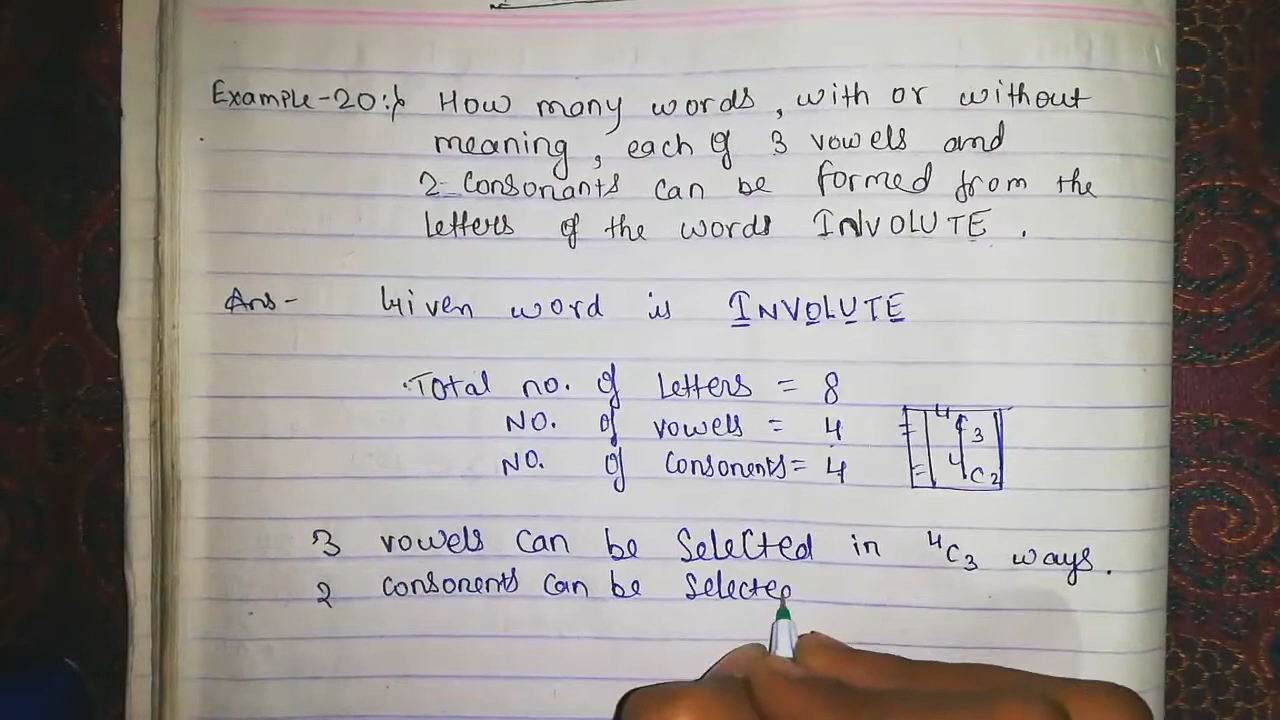 Example-20:- How many words, with or without
meaning, each of 3 vowels and
2 consonants can be formed from the
letters of the words INVOLUTE.
Ans- Given word is INVOLUTE
Total no. of letters = 8
NO. of vowels = 4 = 4C3
NO. of consonents = 4 = 4C2
3 vowels can be selected in 4C3 ways.
2 consonents can be selected